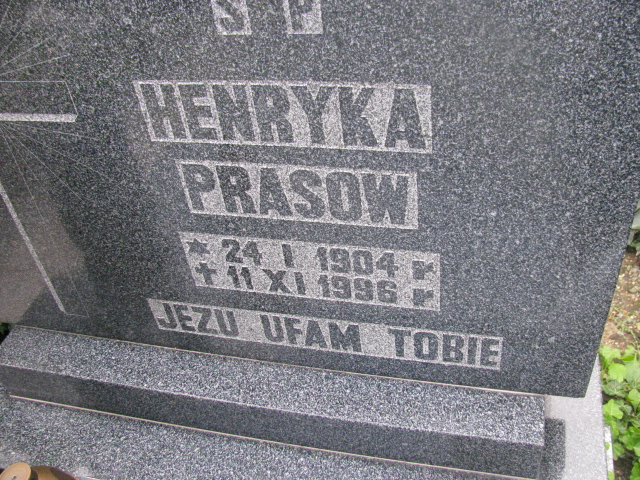 S P
HENRYKA
PRASOW
* 24 I 1904 r
✝ 11 XI 1996 r
JEZU UFAM TOBIE